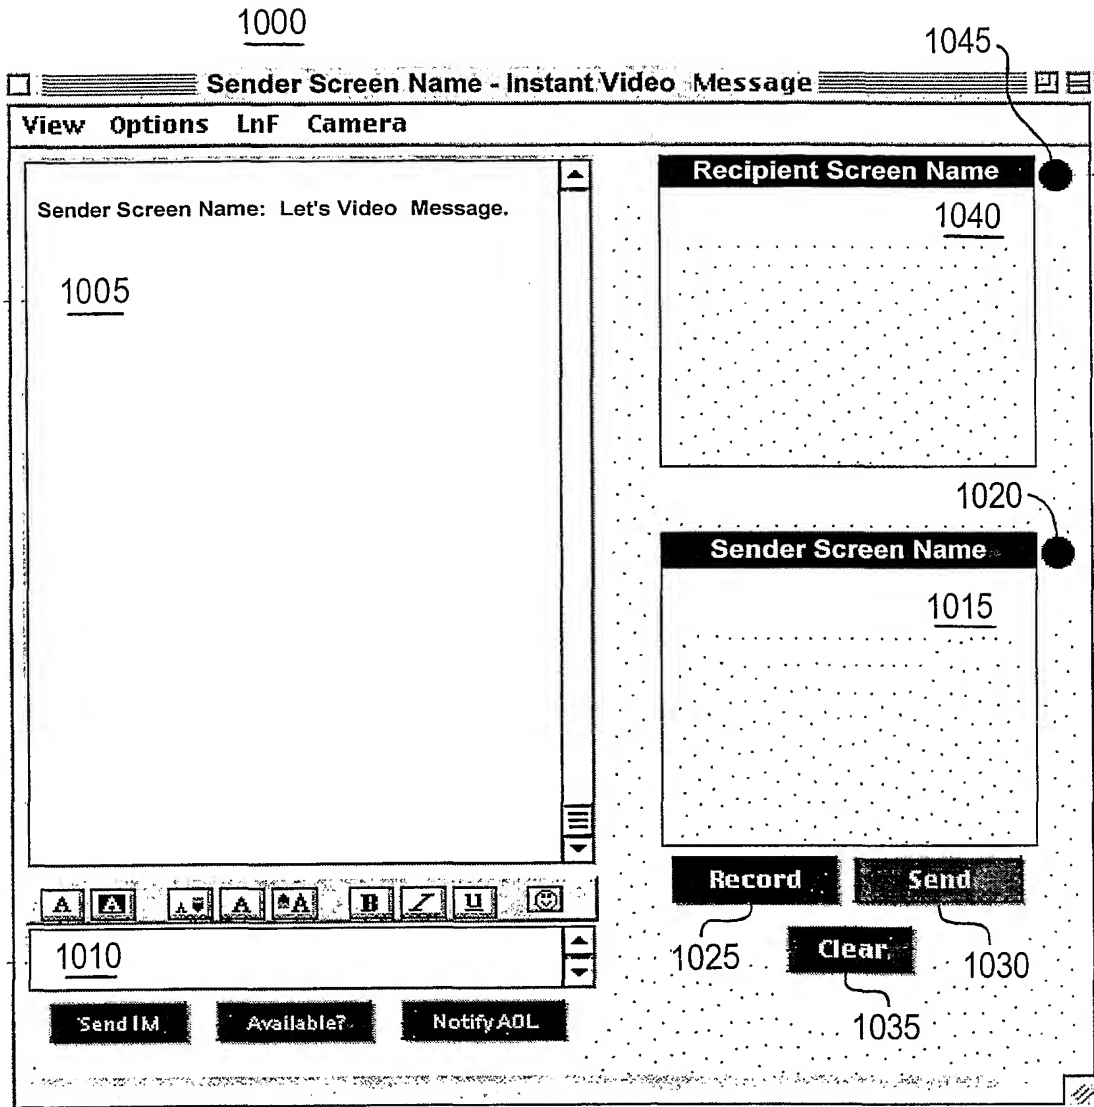 1000
1045
Sender Screen Name - Instant Video Message
View Options LnF Camera
Recipient Screen Name
1040
Sender Screen Name: Let's Video Message.
1005
1020
Sender Screen Name
1015
A A A A A B I U
1010
Record Send
Clear
1025 1030
1035
Send IM Available? Notify AOL